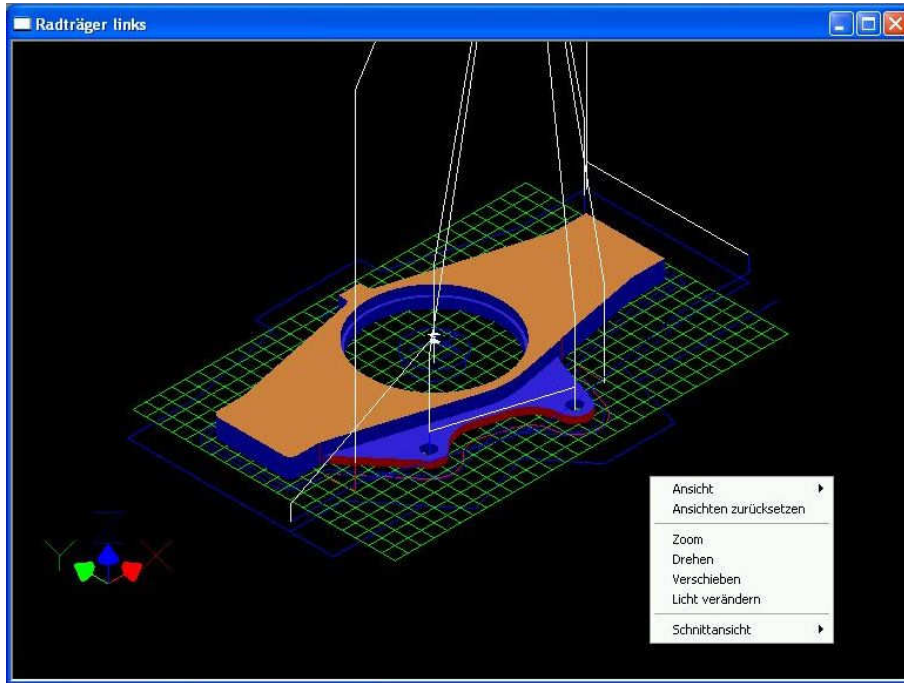 Radträger links
Ansicht
Ansichten zurücksetzen
Zoom
Drehen
Verschieben
Licht verändern
Schnittansicht
Z
Y
X